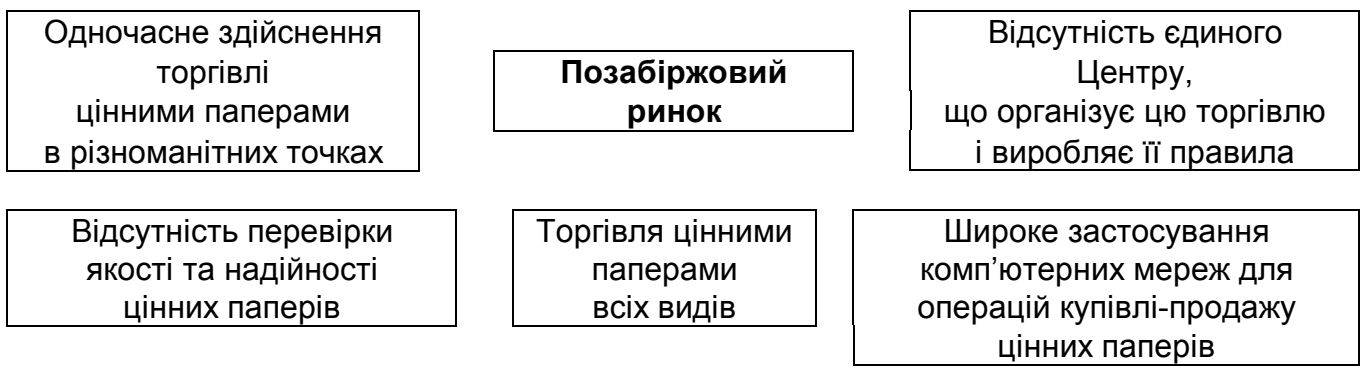 Одночасне здійснення
торгівлі
цінними паперами
в різноманітних точках
Позабіржовий
ринок
Відсутність єдиного
Центру,
що організує цю торгівлю
і виробляє її правила
Відсутність перевірки
якості та надійності
цінних паперів
Торгівля цінними
паперами
всіх видів
Широке застосування
комп’ютерних мереж для
операцій купівлі-продажу
цінних паперів